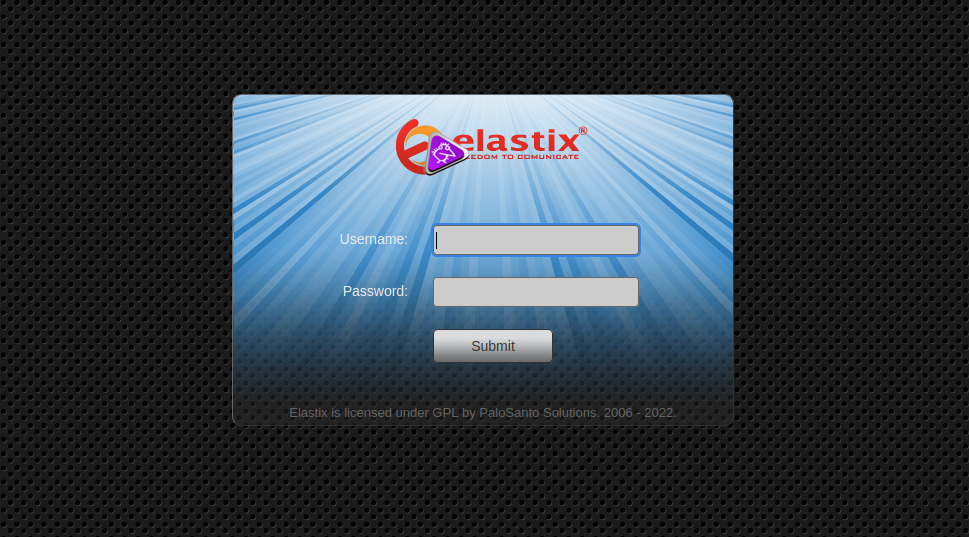 elastix®
EDOM TO COMUNICATE
Username:
Password:
Submit
Elastix is licensed under GPL by PaloSanto Solutions. 2006 - 2022.